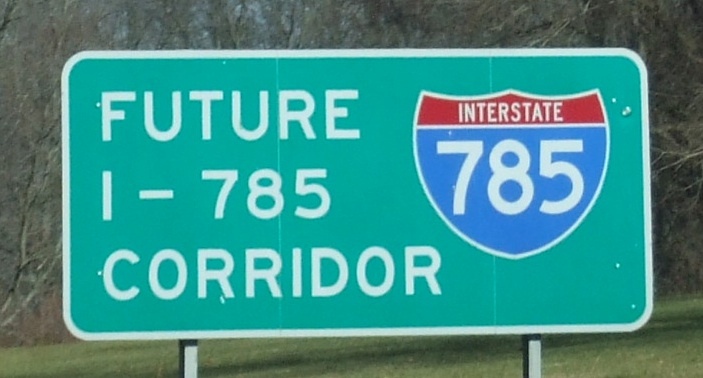 FUTURE
I - 785
CORRIDOR
INTERSTATE
785